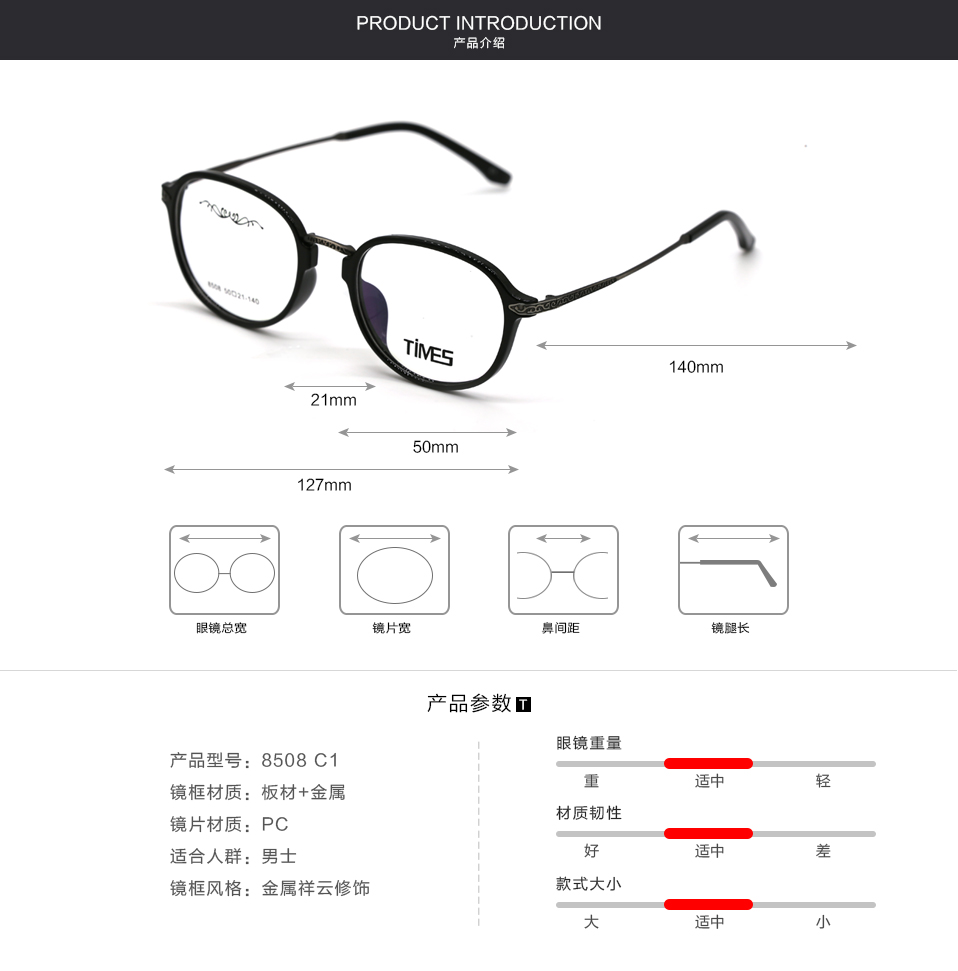 PRODUCT INTRODUCTION
产品介绍
8508 50□21-140
TiMES
140mm
21mm
50mm
127mm
眼镜总宽
镜片宽
鼻间距
镜腿长
产品参数 T
产品型号：8508 C1
镜框材质：板材+金属
镜片材质：PC
适合人群：男士
镜框风格：金属祥云修饰
眼镜重量
重 适中 轻
材质韧性
好 适中 差
款式大小
大 适中 小